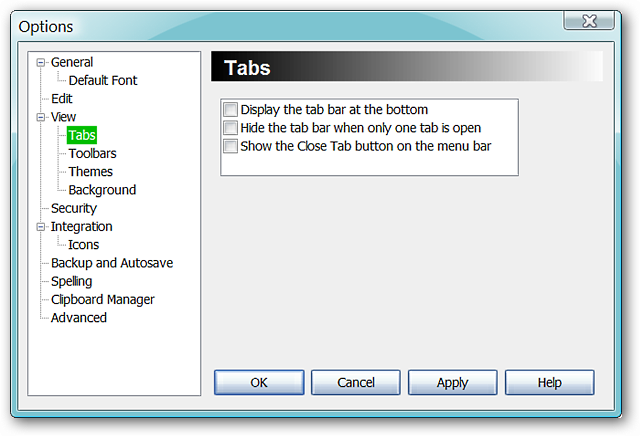 Options
General
Default Font
Edit
View
Tabs
Toolbars
Themes
Background
Security
Integration
Icons
Backup and Autosave
Spelling
Clipboard Manager
Advanced
Tabs
Display the tab bar at the bottom
Hide the tab bar when only one tab is open
Show the Close Tab button on the menu bar
OK
Cancel
Apply
Help